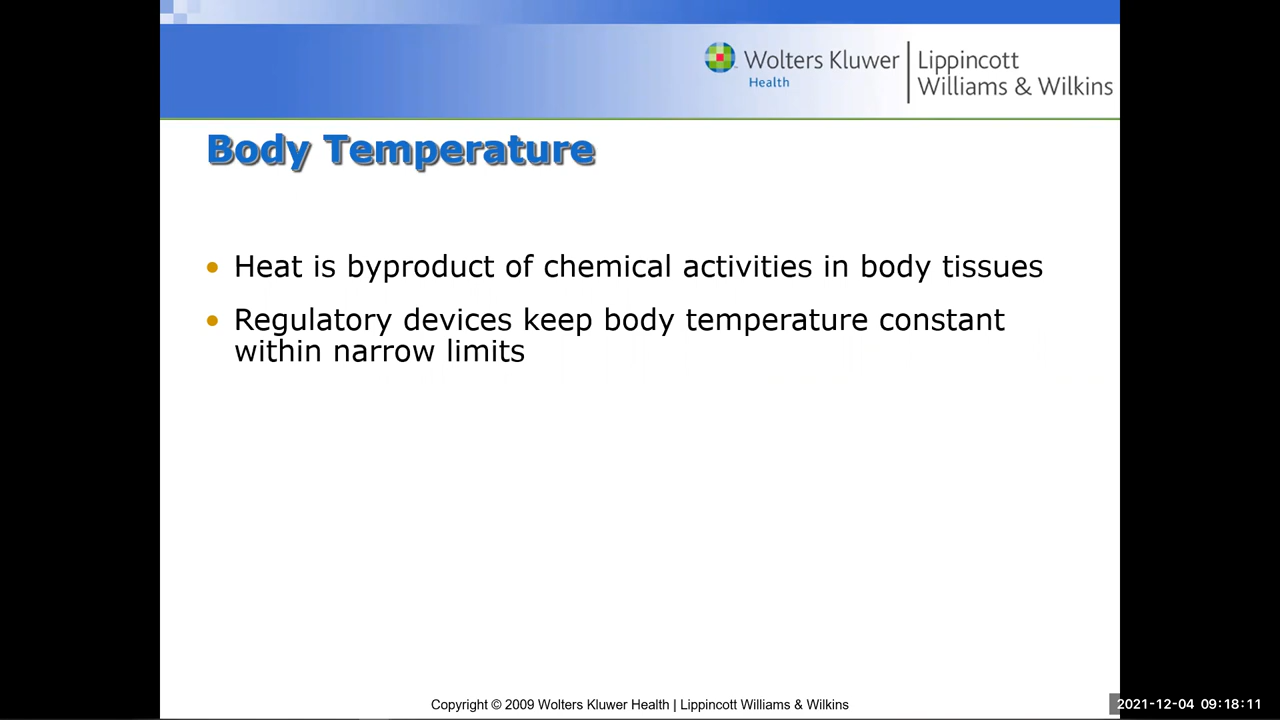 Wolters Kluwer
Health
Lippincott
Williams & Wilkins
Body Temperature
• Heat is byproduct of chemical activities in body tissues
• Regulatory devices keep body temperature constant
within narrow limits
Copyright © 2009 Wolters Kluwer Health | Lippincott Williams & Wilkins
2021-12-04 09:18:11